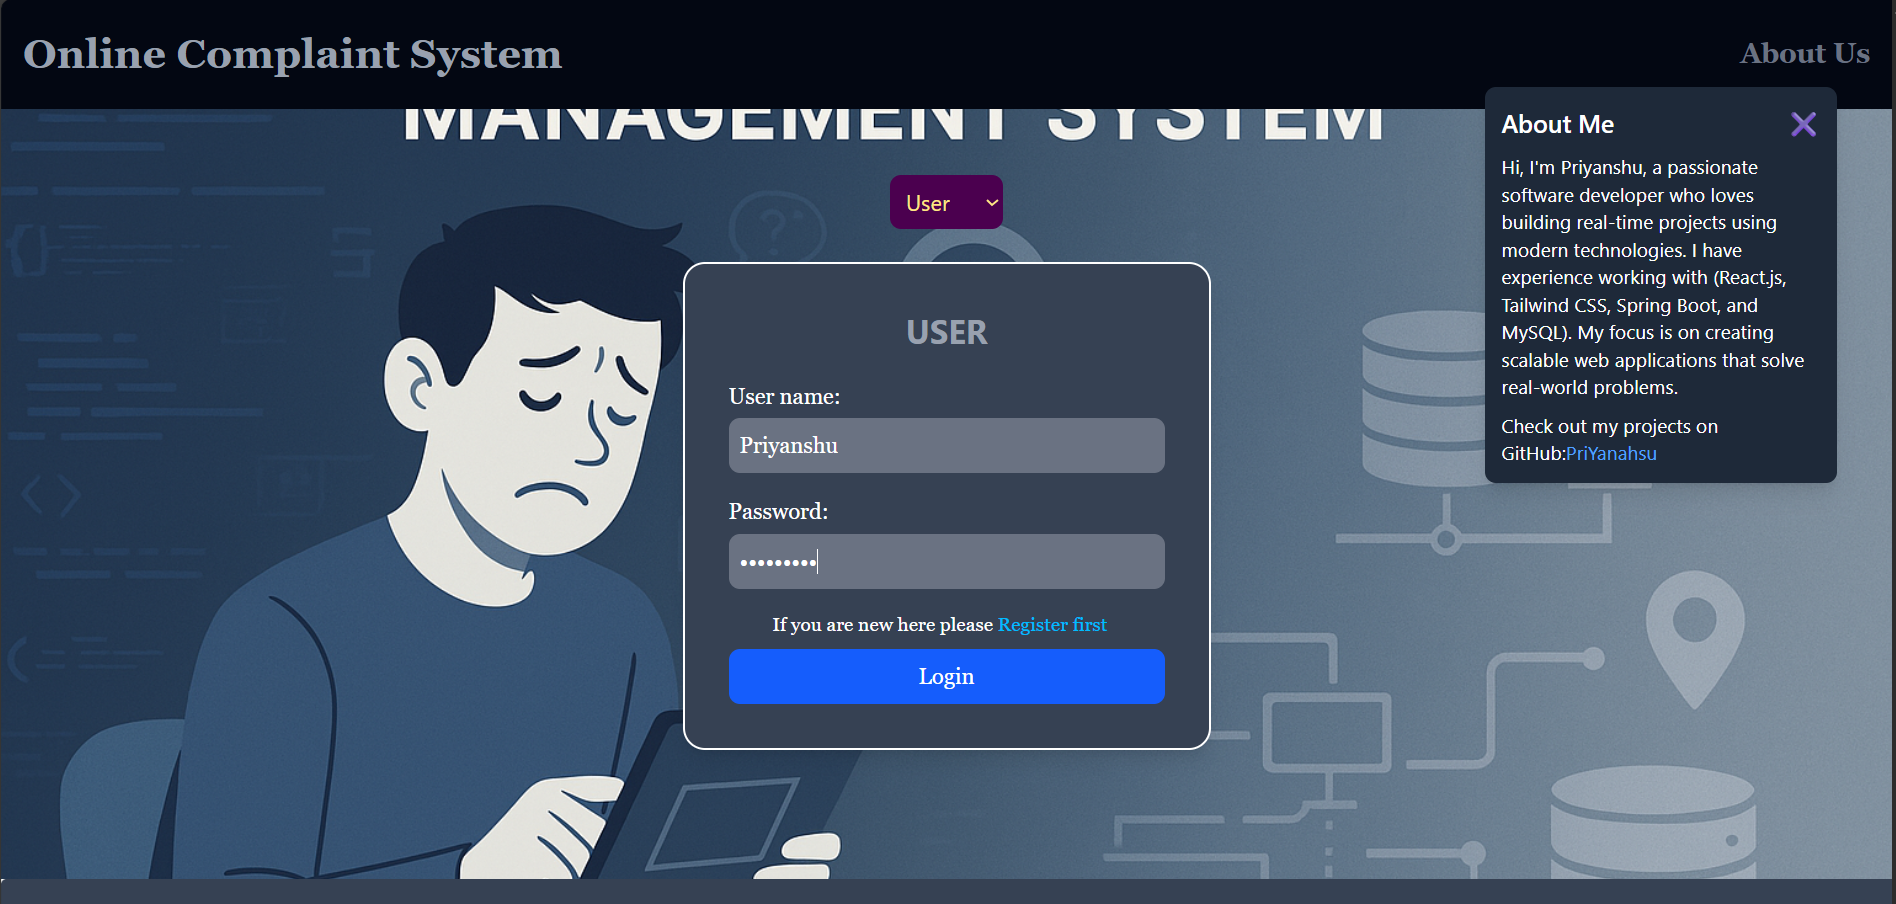 Online Complaint System
About Us
MANAGEMENT SYSTEM
User
USER
User name:
Priyanshu
Password:
•••••••••
If you are new here please Register first
Login
About Me
Hi, I'm Priyanshu, a passionate
software developer who loves
building real-time projects using
modern technologies. I have
experience working with (React.js,
Tailwind CSS, Spring Boot, and
MySQL). My focus is on creating
scalable web applications that solve
real-world problems.
Check out my projects on
GitHub:PriYanahsu